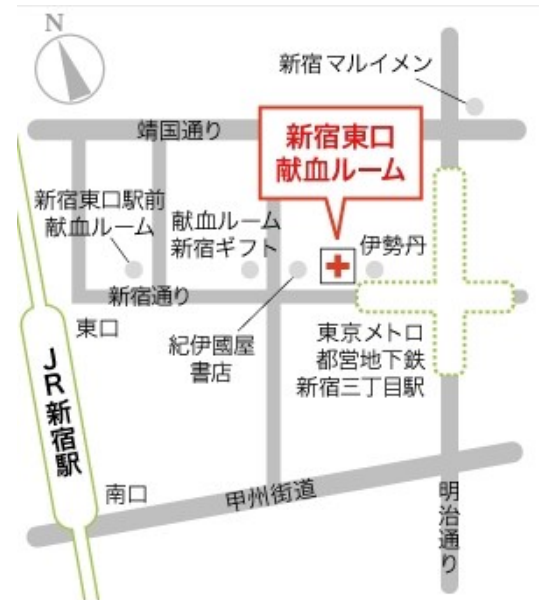 N
新宿マルイメン
靖国通り
新宿東口
献血ルーム
新宿東口駅前
献血ルーム
献血ルーム
新宿ギフト
伊勢丹
新宿通り
東口
紀伊國屋
書店
東京メトロ
都営地下鉄
新宿三丁目駅
JR新宿駅
南口
甲州街道
明治通り